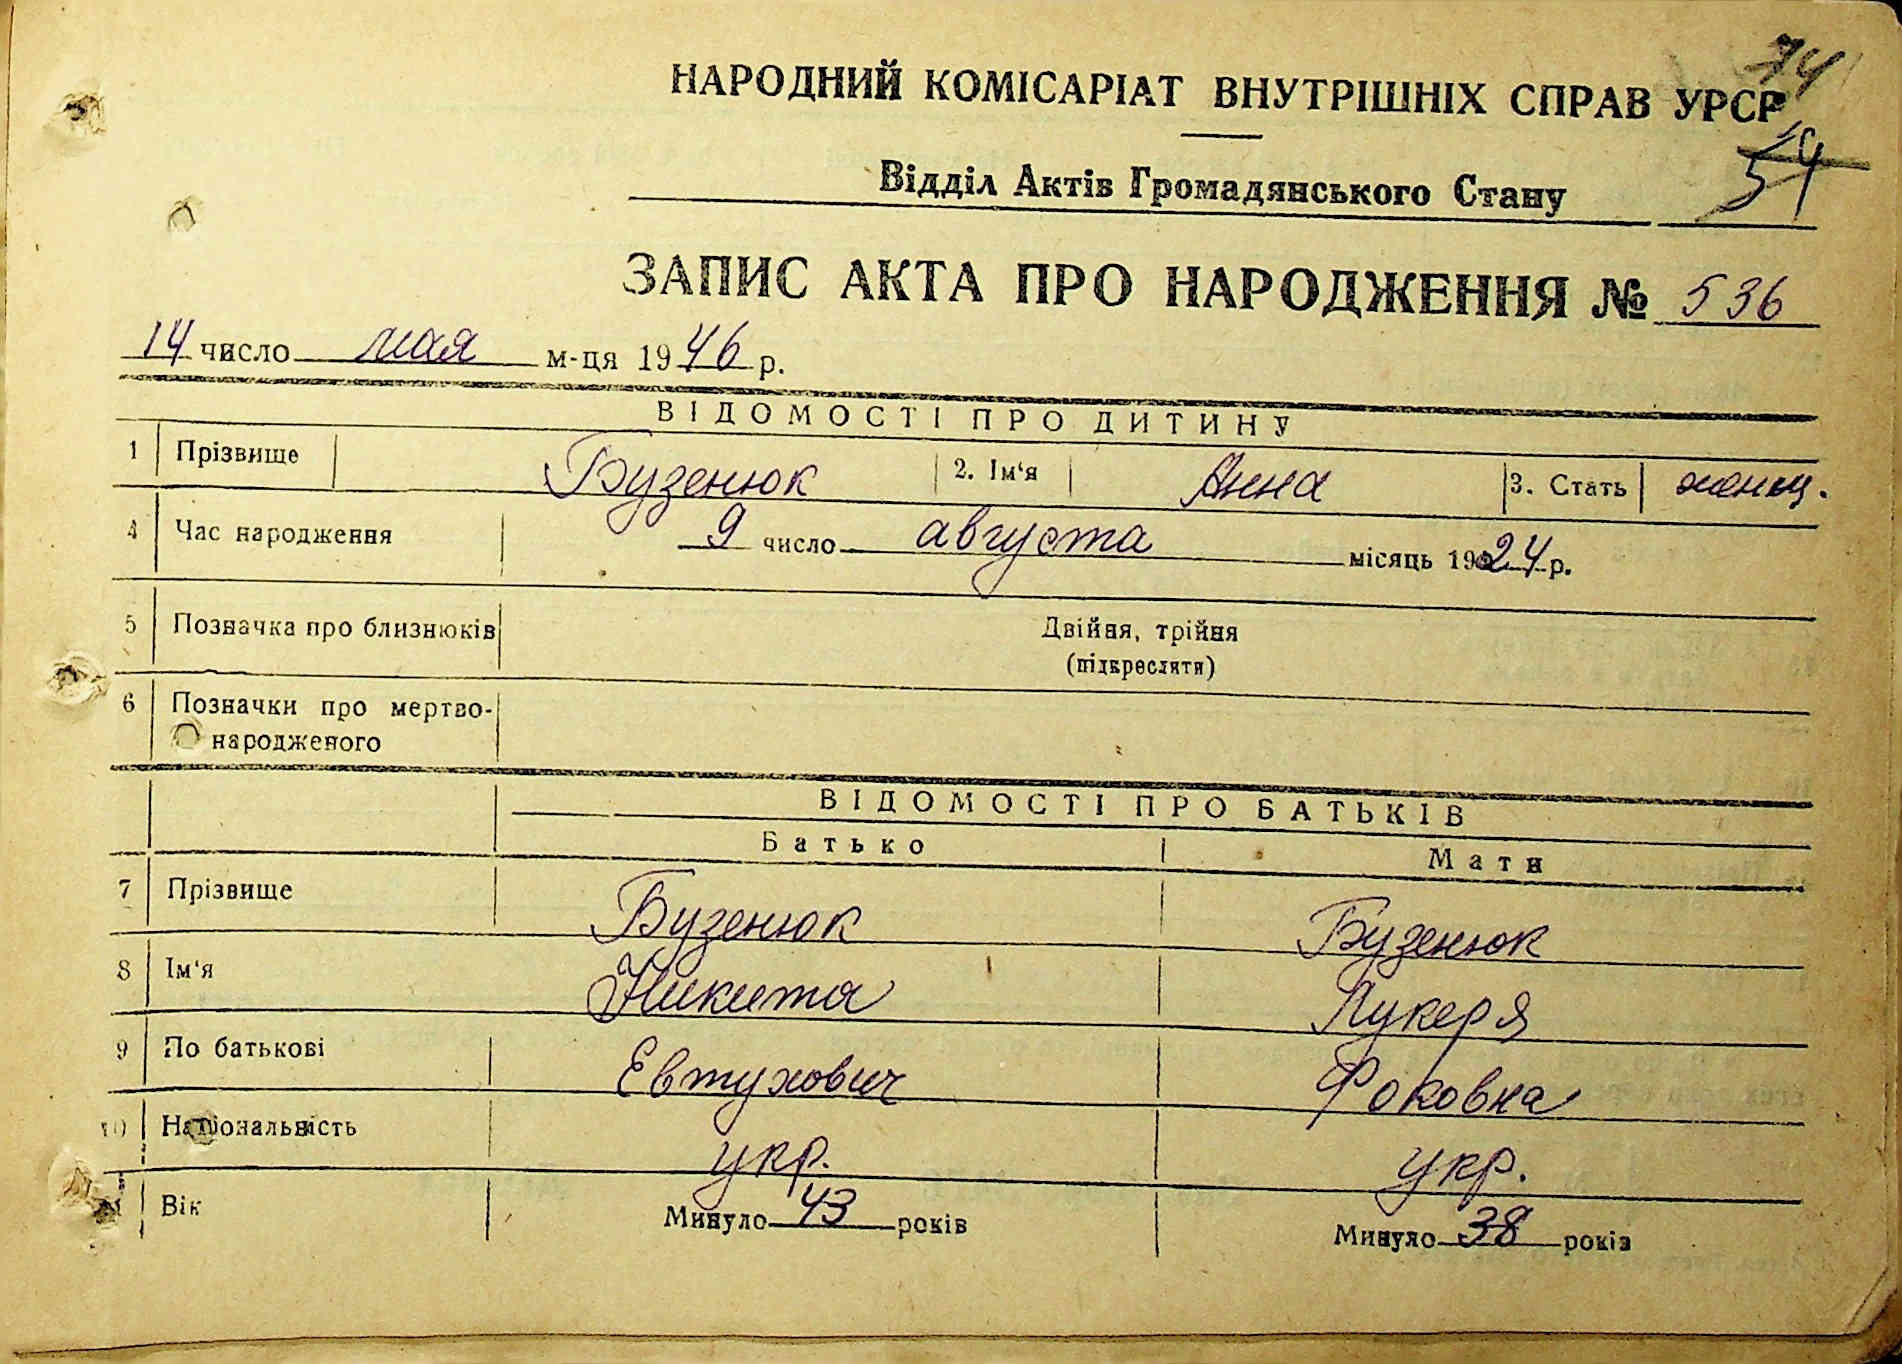 74
НАРОДНИЙ КОМІСАРІАТ ВНУТРІШНІХ СПРАВ УРСР
54
Відділ Актів Громадянського Стану
ЗАПИС АКТА ПРО НАРОДЖЕННЯ № 536
14 число мая м-ця 1946 р.
ВІДОМОСТІ ПРО ДИТИНУ
1 Прізвище Бузенюк 2. Ім'я Анна 3. Стать женщ.
4 Час народження 9 число августа місяць 1924 р.
5 Позначка про близнюків Двійня, трійня
(підкреслити)
6 Позначки про мертво-
народженого
ВІДОМОСТІ ПРО БАТЬКІВ
Батько Мати
7 Прізвище Бузенюк Бузенюк
8 Ім'я Никита Лукеря
9 По батькові Евтухович Фоковна
10 Національність укр. укр.
11 Вік Минуло 43 років Минуло 38 років